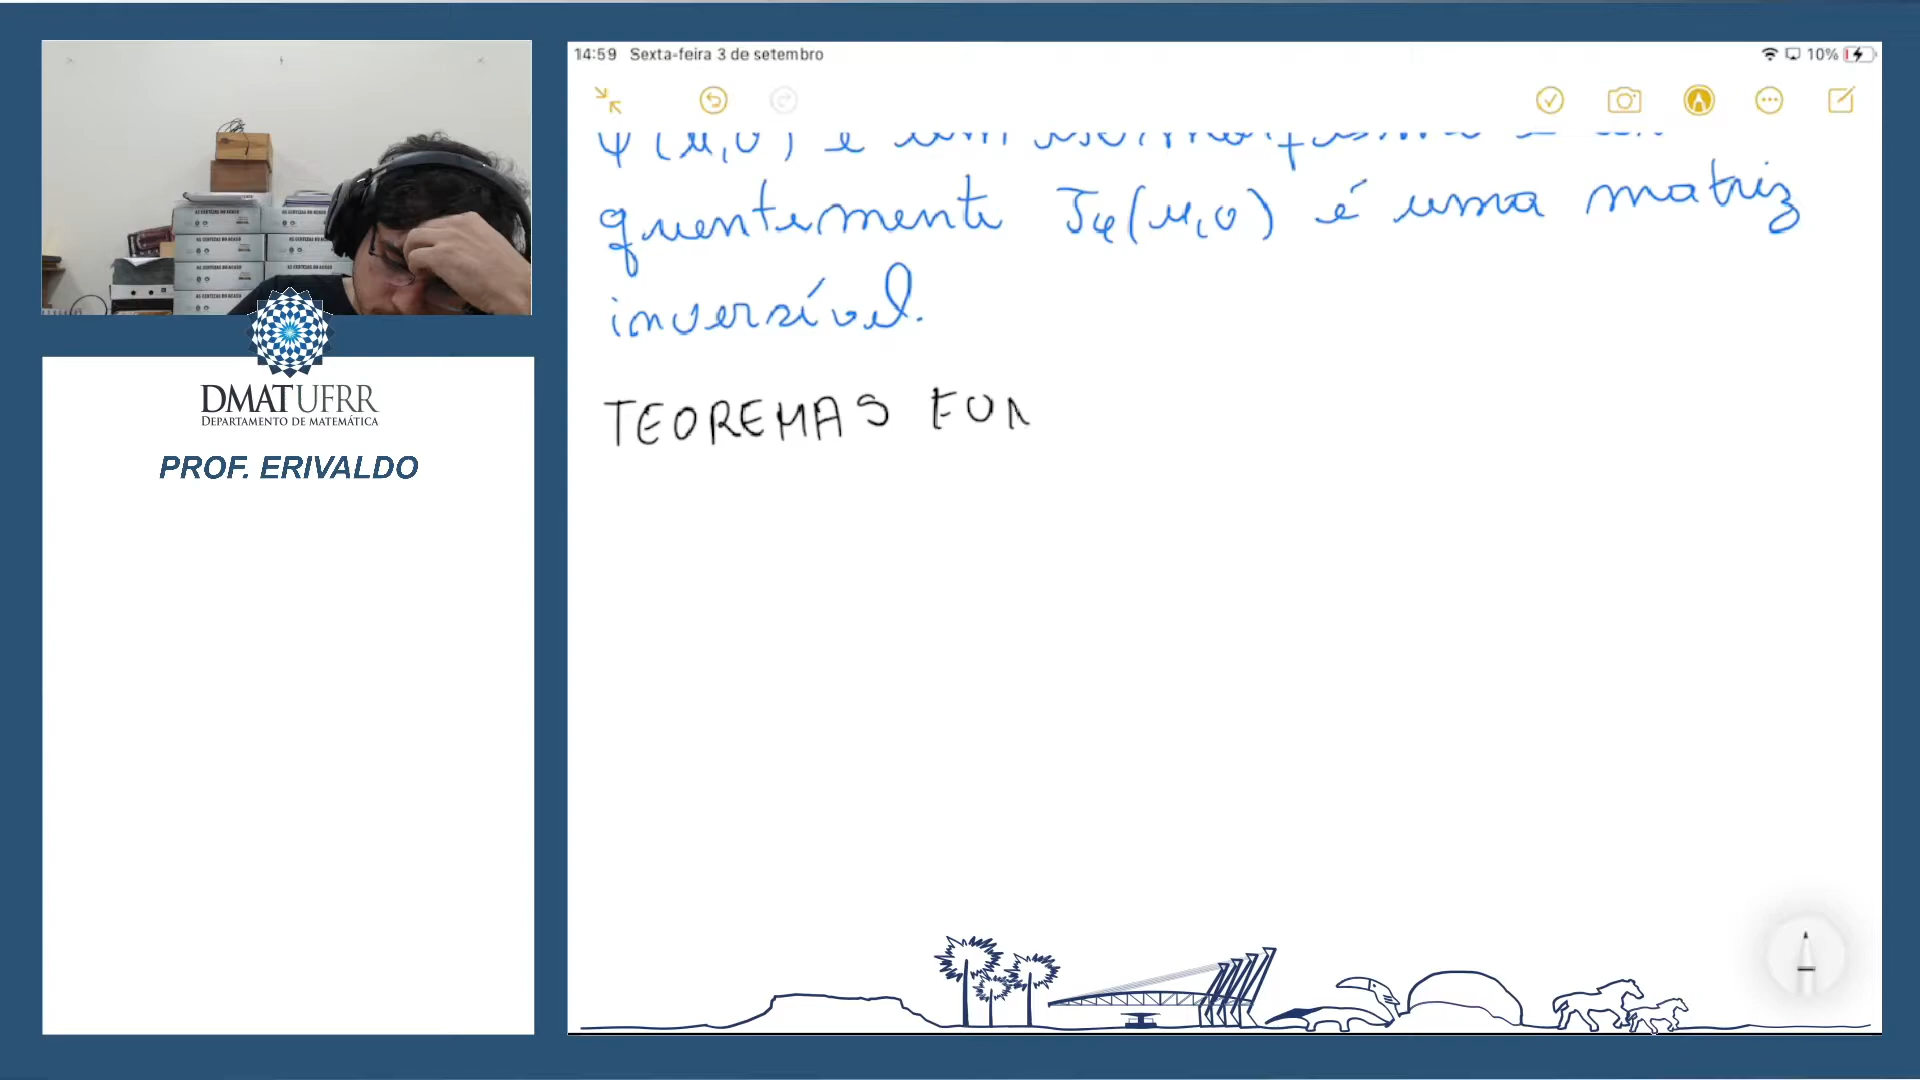 14:59 Sexta-feira 3 de setembro
10%
quentemente Jφ(u,v) é uma matriz
inversível.
TEOREMAS FUN
DMATUFRR
DEPARTAMENTO DE MATEMÁTICA
PROF. ERIVALDO